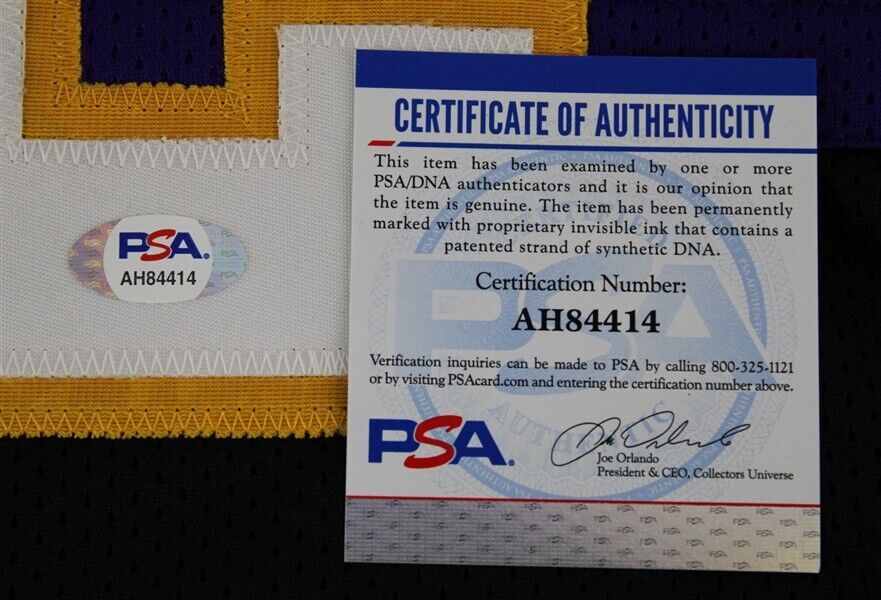 PSA
AH84414
CERTIFICATE OF AUTHENTICITY
This item has been examined by one or more
PSA/DNA authenticators and it is our opinion that
the item is genuine. The item has been permanently
marked with proprietary invisible ink that contains a
patented strand of synthetic DNA.
Certification Number:
AH84414
Verification inquiries can be made to PSA by calling 800-325-1121
or by visiting PSAcard.com and entering the certification number above.
PSA
Joe Orlando
President & CEO, Collectors Universe